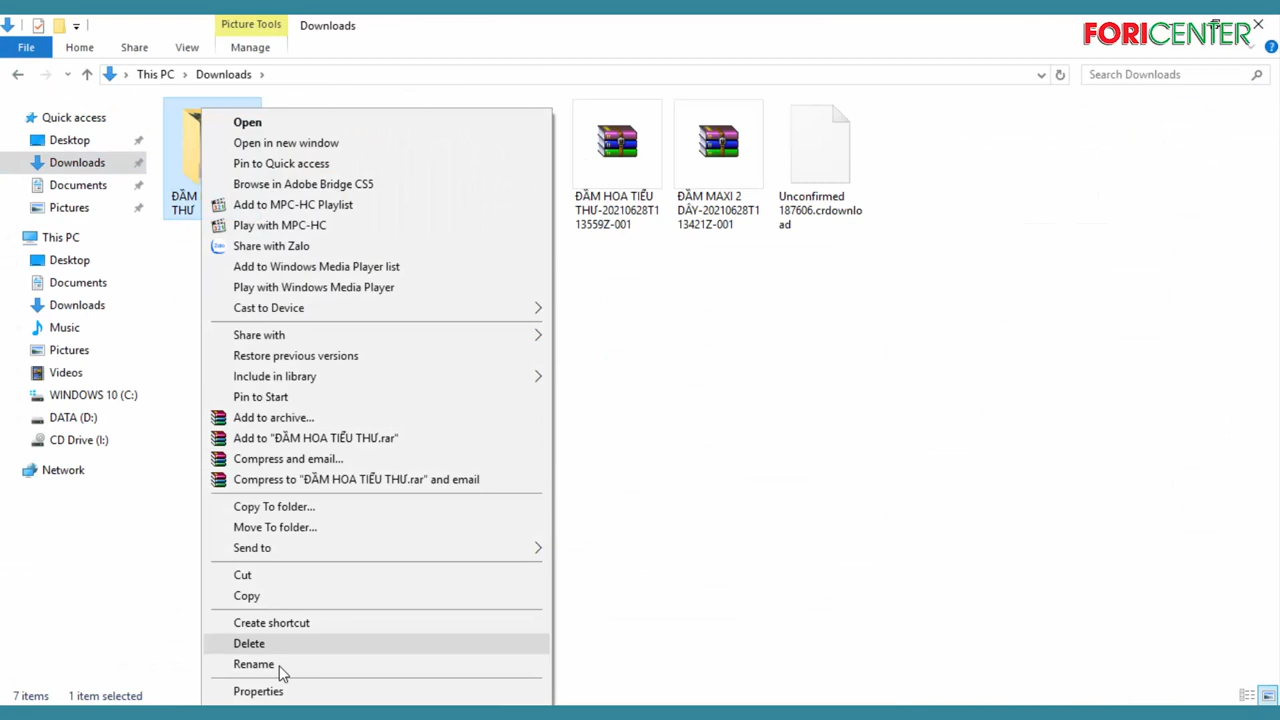 Picture Tools
Downloads
FORICENTER
File
Home
Share
View
Manage
This PC
Downloads
Search Downloads
Quick access
Desktop
Downloads
Documents
Pictures
This PC
Desktop
Documents
Downloads
Music
Pictures
Videos
WINDOWS 10 (C:)
DATA (D:)
CD Drive (I:)
Network
ĐẦM
THƯ
Open
Open in new window
Pin to Quick access
Browse in Adobe Bridge CS5
Add to MPC-HC Playlist
Play with MPC-HC
Zalo
Share with Zalo
Add to Windows Media Player list
Play with Windows Media Player
Cast to Device
Share with
Restore previous versions
Include in library
Pin to Start
Add to archive...
Add to "ĐẦM HOA TIỂU THƯ.rar"
Compress and email...
Compress to "ĐẦM HOA TIỂU THƯ.rar" and email
Copy To folder...
Move To folder...
Send to
Cut
Copy
Create shortcut
Delete
Rename
Properties
ĐẦM HOA TIỂU
THƯ-20210628T1
13559Z-001
ĐẦM MAXI 2
DÂY-20210628T1
13421Z-001
Unconfirmed
187606.crdownlo
ad
7 items
1 item selected